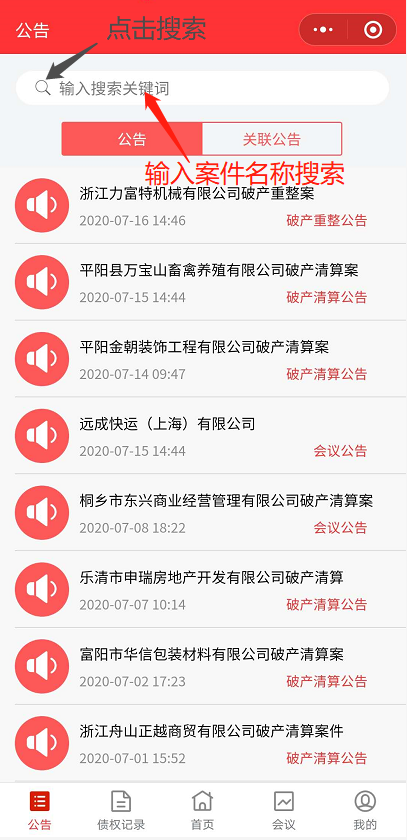 公告
点击搜索
输入搜索关键词
公告
关联公告
输入案件名称搜索
浙江力富特机械有限公司破产重整案
2020-07-16 14:46
破产重整公告
平阳县万宝山畜禽养殖有限公司破产清算案
2020-07-15 14:44
破产清算公告
平阳金朝装饰工程有限公司破产清算案
2020-07-14 09:47
破产清算公告
远成快运（上海）有限公司
2020-07-15 14:44
会议公告
桐乡市东兴商业经营管理有限公司破产清算案
2020-07-08 18:22
会议公告
乐清市申瑞房地产开发有限公司破产清算
2020-07-07 10:14
破产清算公告
富阳市华信包装材料有限公司破产清算案
2020-07-02 17:23
破产清算公告
浙江舟山正越商贸有限公司破产清算案件
2020-07-01 15:52
破产清算公告
公告
债权记录
首页
会议
我的